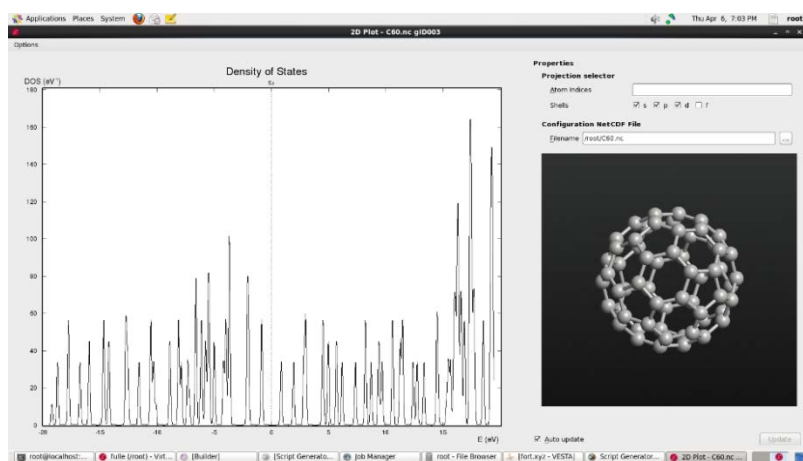 Applications Places System
Thu Apr 6, 7:03 PM
root
2D Plot - C60.nc gID003
Options
Density of States
DOS (eV⁻¹)
180
160
140
120
100
80
60
40
20
0
-20
-15
-10
-5
0
5
10
15
E (eV)
Properties
Projection selector
Atom indices
Shells
s p d f
Configuration NetCDF File
Filename /root/C60.nc
...
Auto update
Update
root@localhost:...
fulle (/root) - Virt...
[Builder]
[Script Generato...
Job Manager
root - File Browser
[fort.xyz - VESTA]
Script Generator...
2D Plot - C60.nc ...